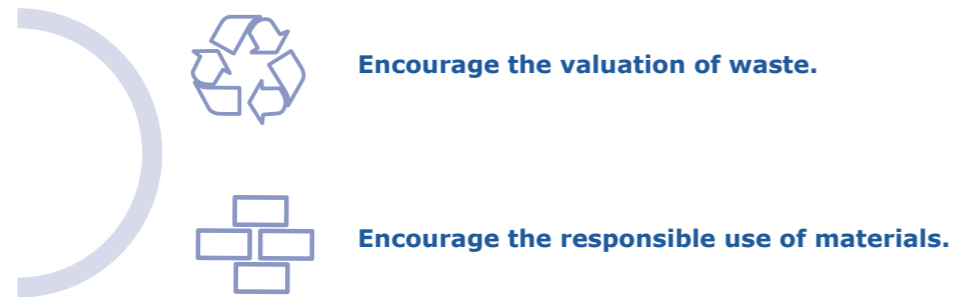 Encourage the valuation of waste.
Encourage the responsible use of materials.